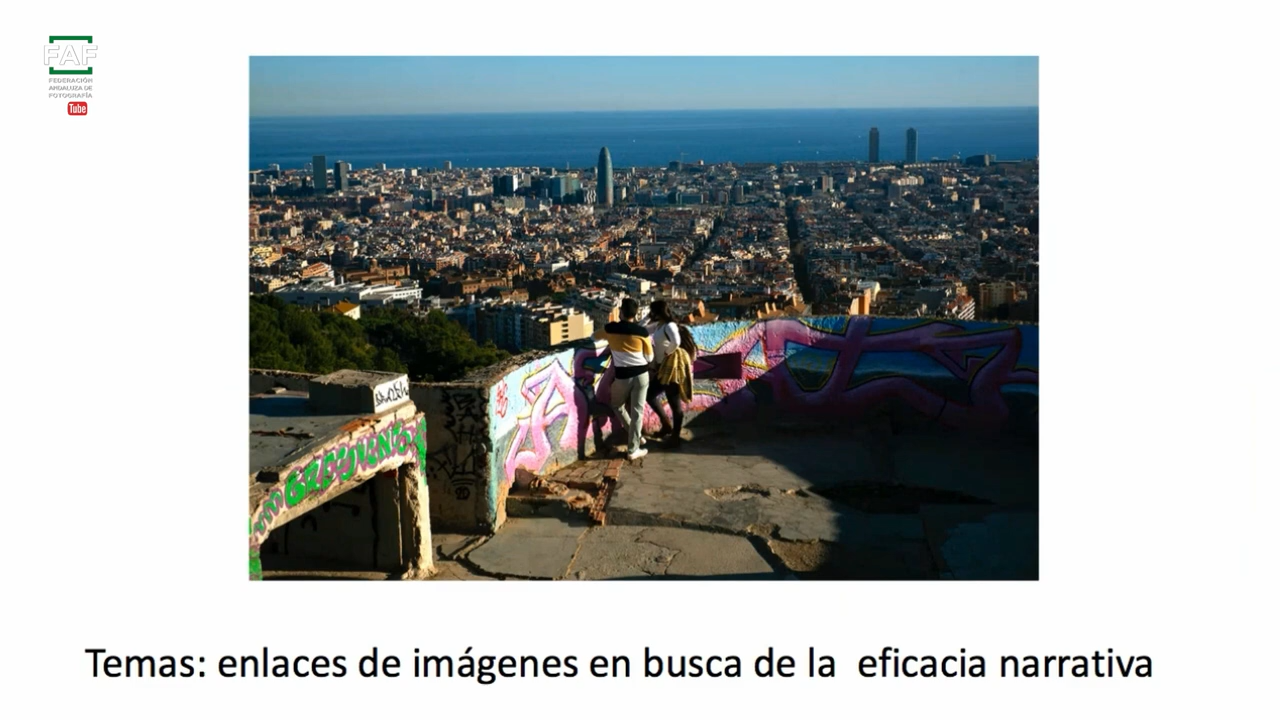 FAF
FEDERACIÓN
ANDALUZA DE
FOTOGRAFÍA
Tube
Temas: enlaces de imágenes en busca de la  eficacia narrativa